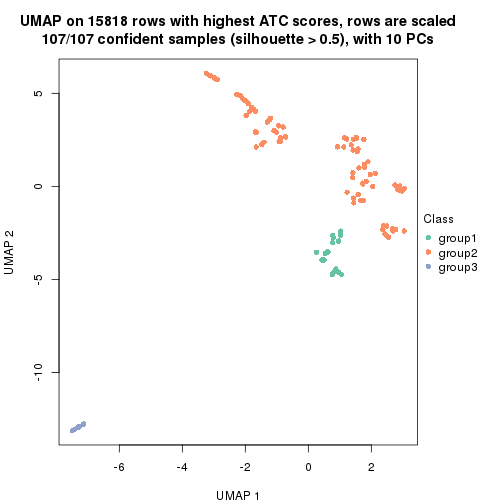 UMAP on 15818 rows with highest ATC scores, rows are scaled
107/107 confident samples (silhouette > 0.5), with 10 PCs
5
0
-5
-10
UMAP 2
-6
-4
-2
0
2
UMAP 1
Class
group1
group2
group3